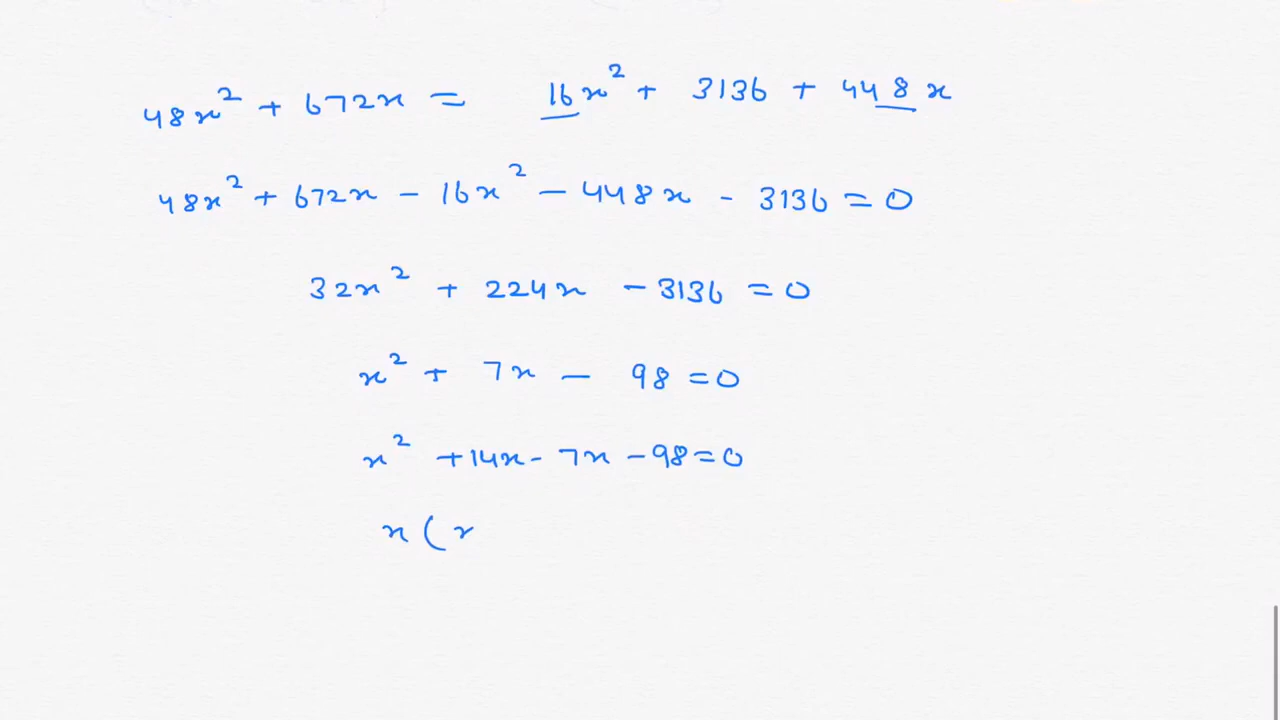 48x² + 672x = 16x² + 3136 + 448x
48x² + 672x - 16x² - 448x - 3136 = 0
32x² + 224x - 3136 = 0
x² + 7x - 98 = 0
x² + 14x - 7x - 98 = 0
x ( x